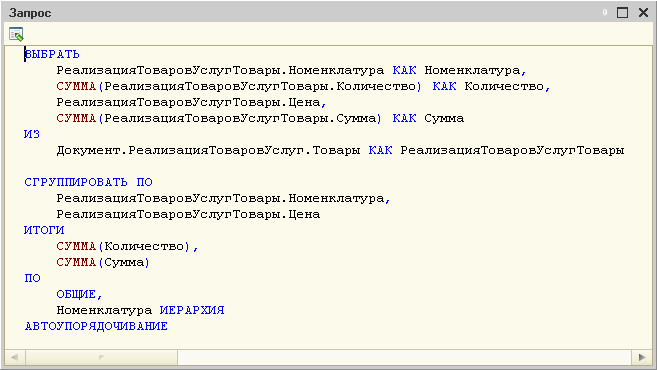 Запрос
ВЫБРАТЬ
РеализацияТоваровУслугТовары.Номенклатура КАК Номенклатура,
СУММА(РеализацияТоваровУслугТовары.Количество) КАК Количество,
РеализацияТоваровУслугТовары.Цена,
СУММА(РеализацияТоваровУслугТовары.Сумма) КАК Сумма
ИЗ
Документ.РеализацияТоваровУслуг.Товары КАК РеализацияТоваровУслугТовары
СГРУППИРОВАТЬ ПО
РеализацияТоваровУслугТовары.Номенклатура,
РеализацияТоваровУслугТовары.Цена
ИТОГИ
СУММА(Количество),
СУММА(Сумма)
ПО
ОБЩИЕ,
Номенклатура ИЕРАРХИЯ
АВТОУПОРЯДОЧИВАНИЕ